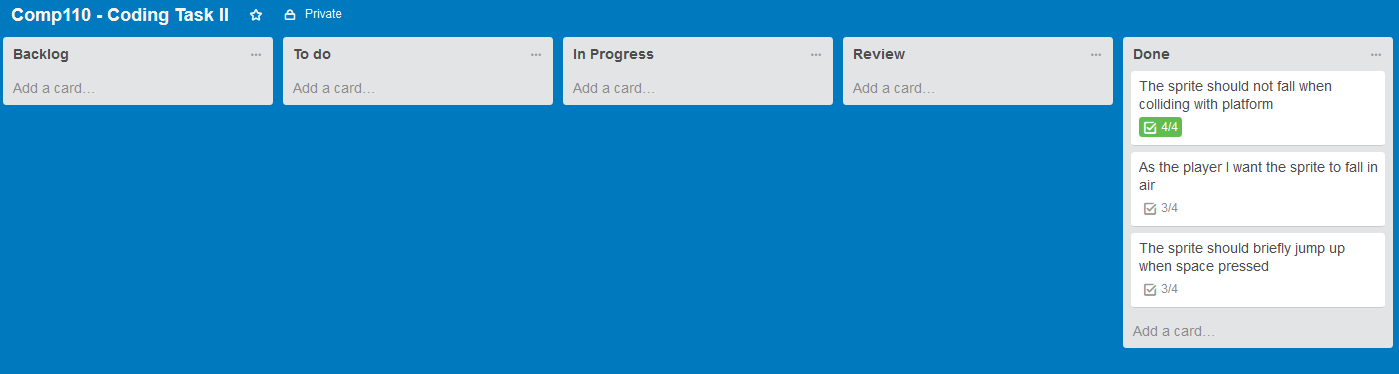 Comp110 - Coding Task II
Private
Backlog
Add a card…
To do
Add a card…
In Progress
Add a card…
Review
Add a card…
Done
The sprite should not fall when
colliding with platform
4/4
As the player I want the sprite to fall in
air
3/4
The sprite should briefly jump up
when space pressed
3/4
Add a card…